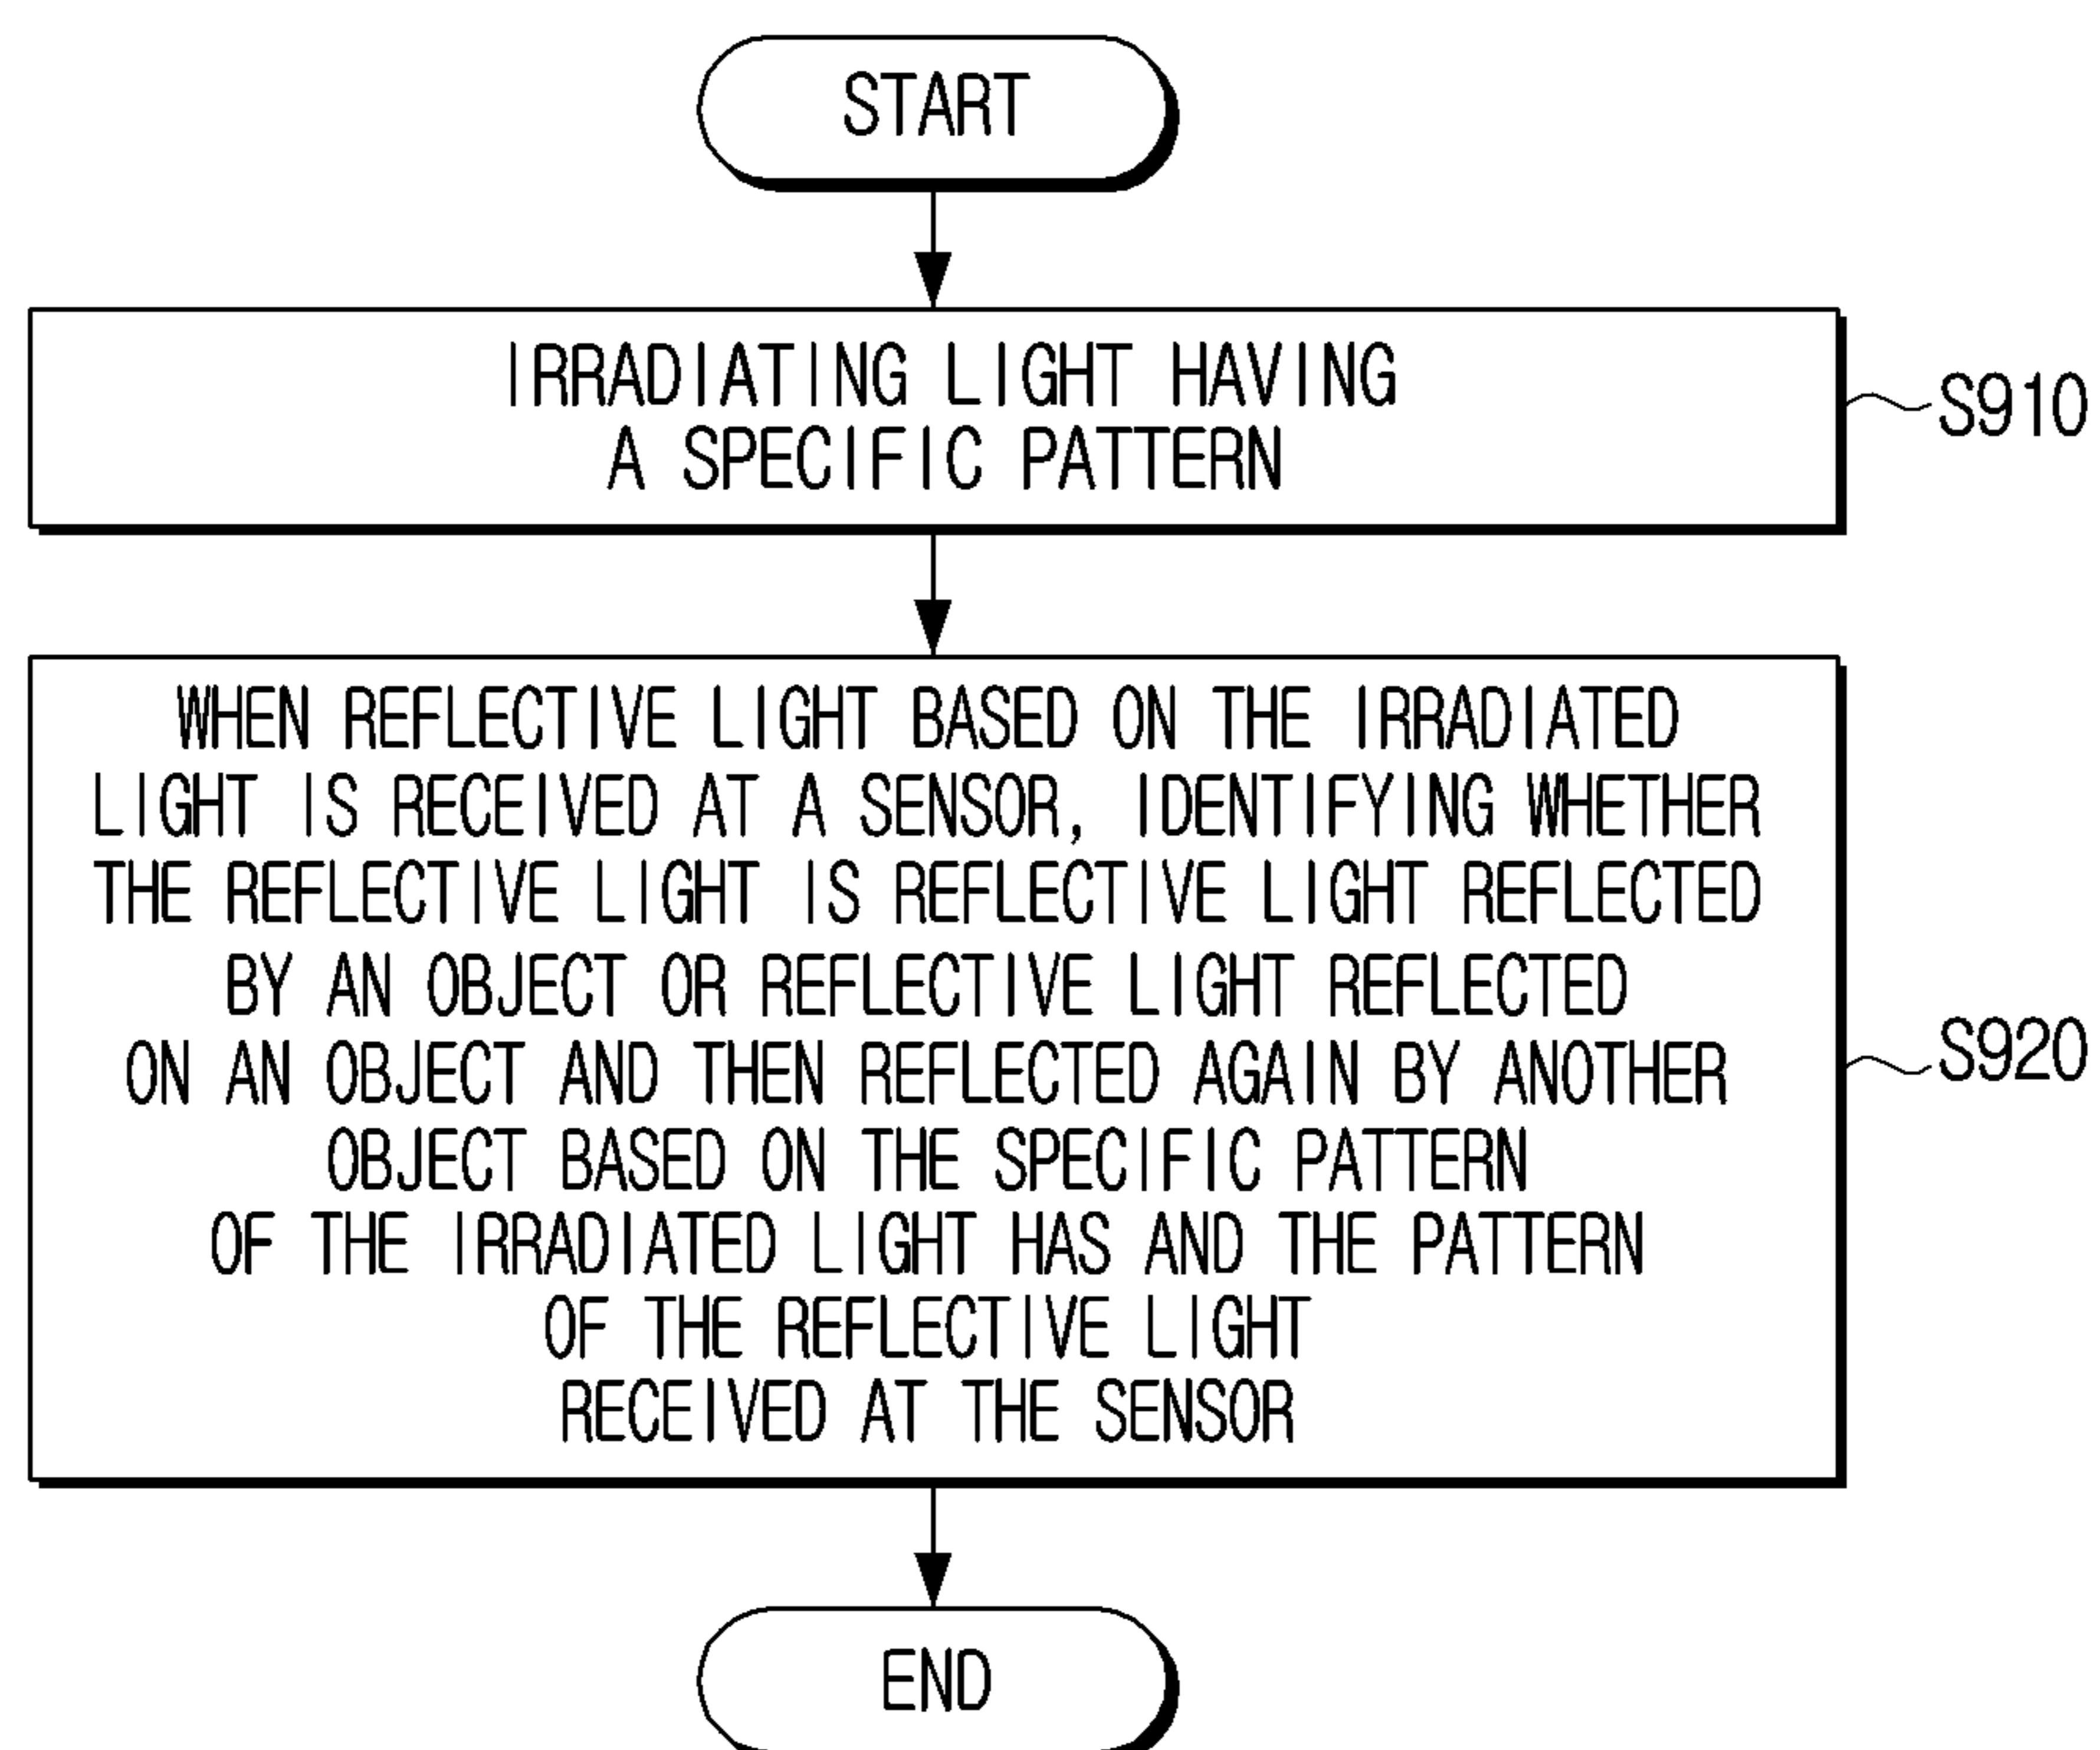 START
IRRADIATING LIGHT HAVING
A SPECIFIC PATTERN
S910
WHEN REFLECTIVE LIGHT BASED ON THE IRRADIATED
LIGHT IS RECEIVED AT A SENSOR, IDENTIFYING WHETHER
THE REFLECTIVE LIGHT IS REFLECTIVE LIGHT REFLECTED
BY AN OBJECT OR REFLECTIVE LIGHT REFLECTED
ON AN OBJECT AND THEN REFLECTED AGAIN BY ANOTHER
OBJECT BASED ON THE SPECIFIC PATTERN
OF THE IRRADIATED LIGHT HAS AND THE PATTERN
OF THE REFLECTIVE LIGHT
RECEIVED AT THE SENSOR
S920
END